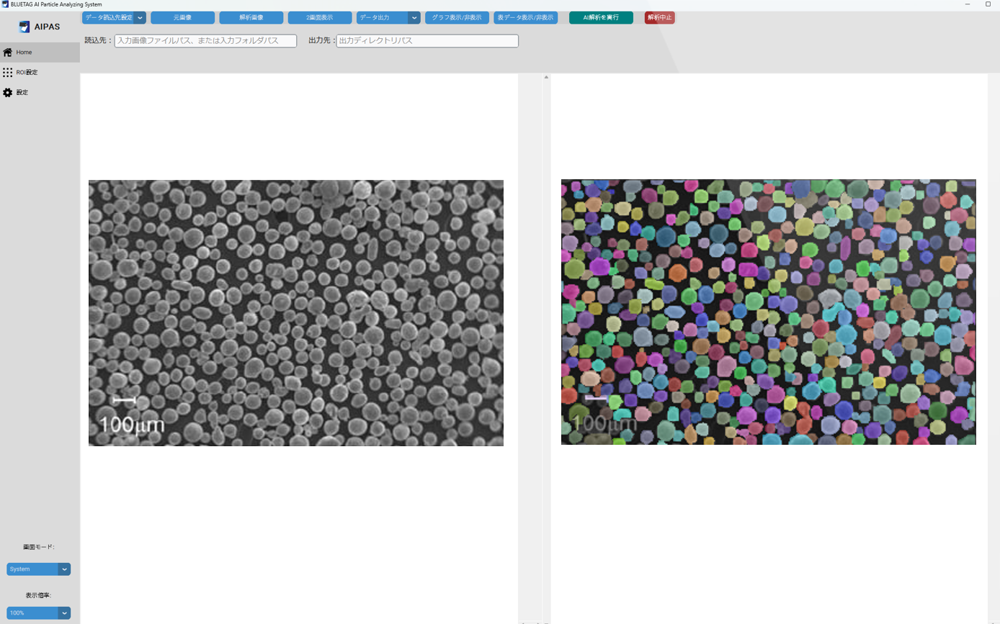 BLUETAG AI Particle Analyzing System
AIPAS
データ読込先設定
元画像
解析画像
2画面表示
データ出力
グラフ表示/非表示
表データ表示/非表示
AI解析を実行
解析中止
読込先： 入力画像ファイルパス、または入力フォルダパス
出力先： 出力ディレクトリパス
Home
ROI設定
設定
100μm
100μm
画面モード:
System
表示倍率:
100%